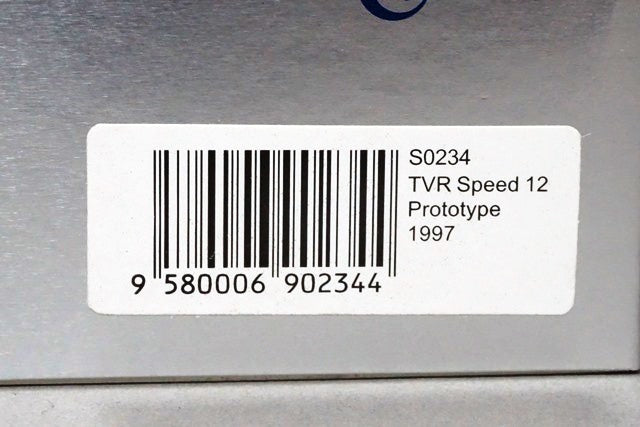 S0234
TVR Speed 12
Prototype
1997
9 580006 902344